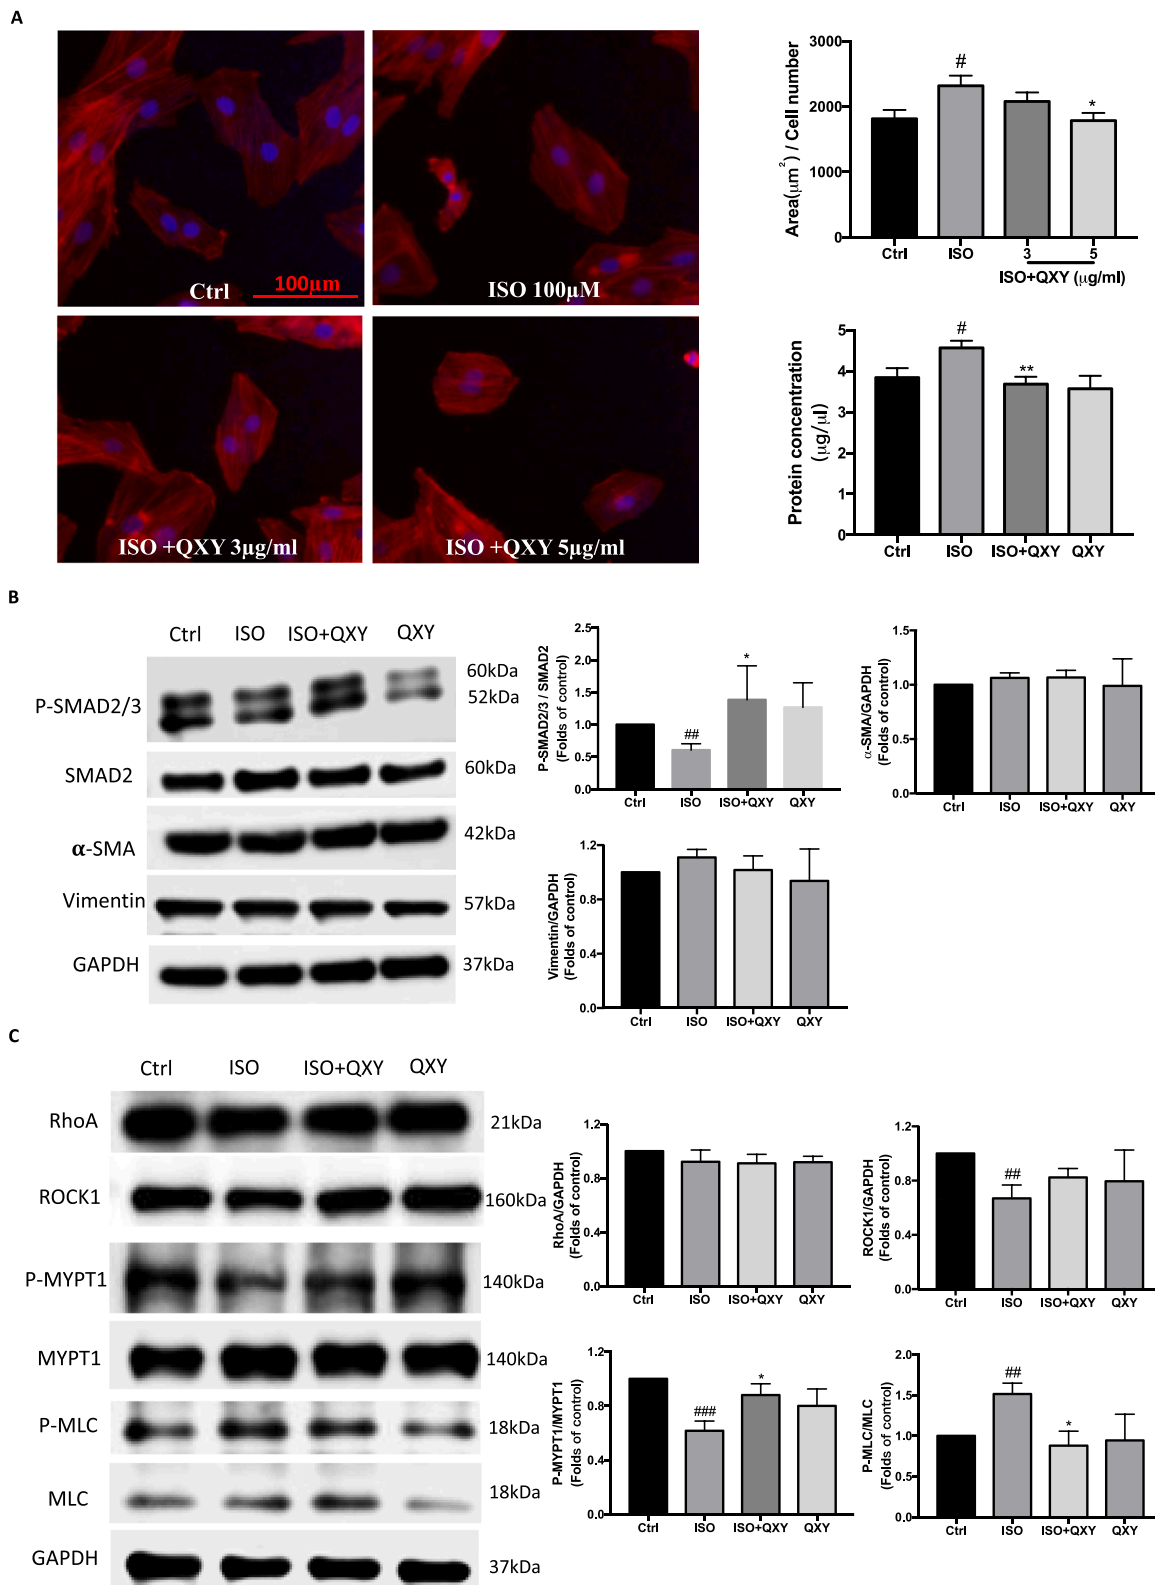 A
Ctrl
100μm
ISO 100μM
ISO +QXY 3μg/ml
ISO +QXY 5μg/ml
Area(μm²) / Cell number
3000
2000
1000
0
#
*
Ctrl
ISO
3
5
ISO+QXY (μg/ml)
Protein concentration
(μg/μl)
5
4
3
2
1
0
#
**
Ctrl
ISO
ISO+QXY
QXY
B
Ctrl
ISO
ISO+QXY
QXY
P-SMAD2/3
60kDa
52kDa
SMAD2
60kDa
α-SMA
42kDa
Vimentin
57kDa
GAPDH
37kDa
P-SMAD2/3 / SMAD2
(Folds of control)
2.5
2.0
1.5
1.0
0.5
0.0
##
*
Ctrl
ISO
ISO+QXY
QXY
α-SMA/GAPDH
(Folds of control)
1.5
1.0
0.5
0.0
Ctrl
ISO
ISO+QXY
QXY
Vimentin/GAPDH
(Folds of control)
1.2
0.8
0.4
0.0
Ctrl
ISO
ISO+QXY
QXY
C
Ctrl
ISO
ISO+QXY
QXY
RhoA
21kDa
ROCK1
160kDa
P-MYPT1
140kDa
MYPT1
140kDa
P-MLC
18kDa
MLC
18kDa
GAPDH
37kDa
RhoA/GAPDH
(Folds of control)
1.2
0.8
0.4
0.0
Ctrl
ISO
ISO+QXY
QXY
ROCK1/GAPDH
(Folds of control)
1.2
0.8
0.4
0.0
##
Ctrl
ISO
ISO+QXY
QXY
P-MYPT1/MYPT1
(Folds of control)
1.2
0.8
0.4
0.0
###
*
Ctrl
ISO
ISO+QXY
QXY
P-MLC/MLC
(Folds of control)
2.0
1.5
1.0
0.5
0.0
##
*
Ctrl
ISO
ISO+QXY
QXY